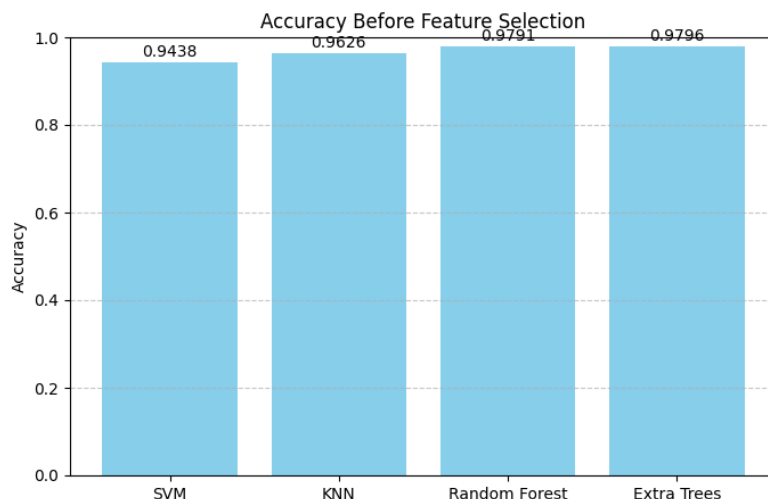 Accuracy Before Feature Selection
1.0
0.9438
0.9626
0.9791
0.9796
0.8
0.6
0.4
0.2
0.0
Accuracy
SVM
KNN
Random Forest
Extra Trees